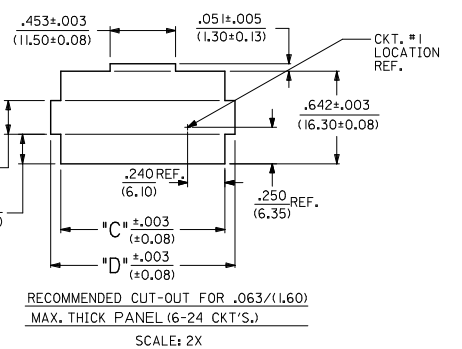 .453±.003
(11.50±0.08)
.051±.005
(1.30±0.13)
CKT. #1
LOCATION
REF.
.642±.003
(16.30±0.08)
.240 REF.
(6.10)
.250 REF.
(6.35)
"C" ±.003
(±0.08)
"D" ±.003
(±0.08)
RECOMMENDED CUT-OUT FOR .063/(1.60)
MAX. THICK PANEL (6-24 CKT'S.)
SCALE: 2X